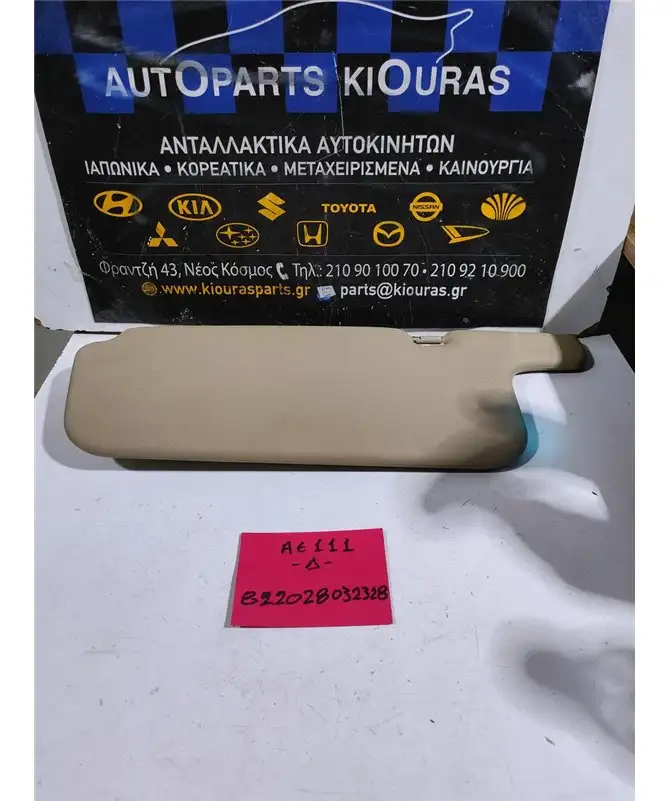 AUTOPARTS KIOURAS
ΑΝΤΑΛΛΑΚΤΙΚΑ ΑΥΤΟΚΙΝΗΤΩΝ
ΙΑΠΩΝΙΚΑ • ΚΟΡΕΑΤΙΚΑ • ΜΕΤΑΧΕΙΡΙΣΜΕΝΑ • ΚΑΙΝΟΥΡΓΙΑ
KIA
TOYOTA
NISSAN
Φραντζή 43, Νέος Κόσμος Τηλ.: 210 90 100 70 • 210 92 10 900
www.kiourasparts.gr parts@kiouras.gr
AE111
-Δ-
B22028032328